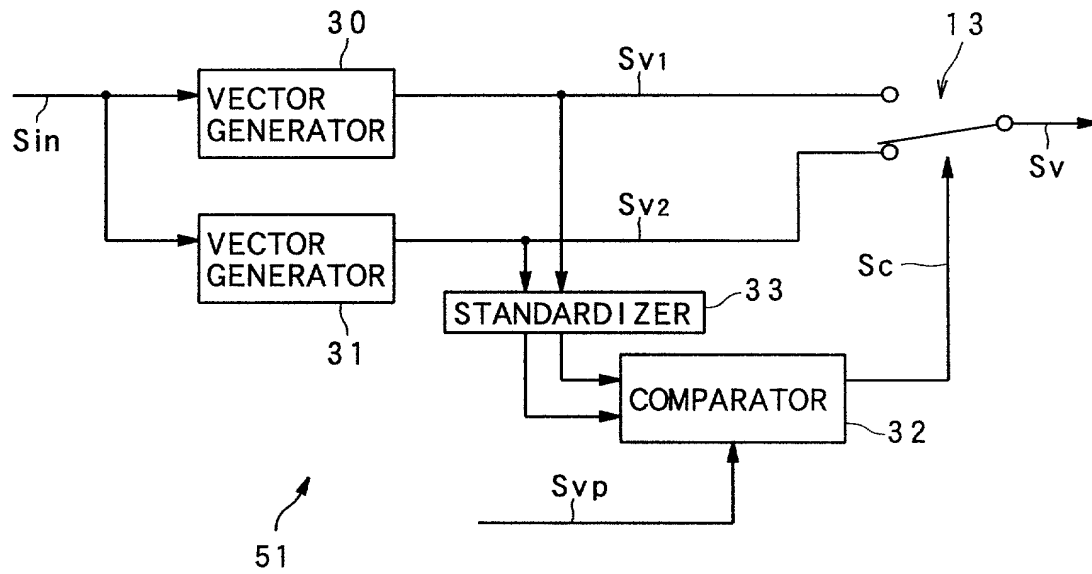 30
13
Sin
VECTOR
GENERATOR
Sv1
Sv
VECTOR
GENERATOR
31
Sv2
Sc
33
STANDARDIZER
COMPARATOR
32
Svp
51